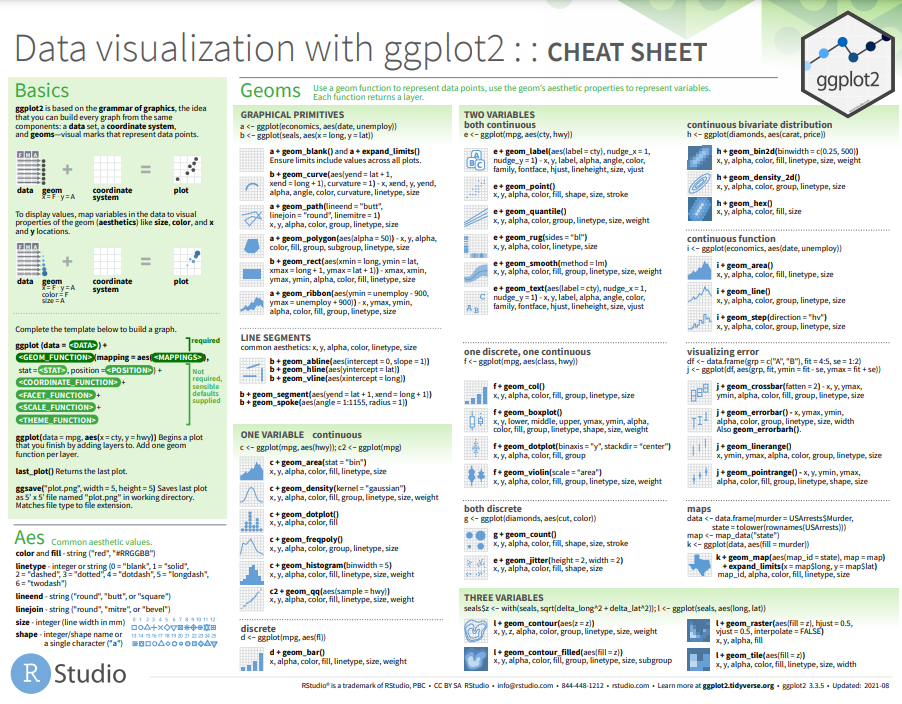 Data visualization with ggplot2 : : CHEAT SHEET
ggplot2
Basics
ggplot2 is based on the grammar of graphics, the idea
that you can build every graph from the same
components: a data set, a coordinate system,
and geoms—visual marks that represent data points.
F M A
data geom coordinate plot
x = F y = A system
To display values, map variables in the data to visual
properties of the geom (aesthetics) like size, color, and x
and y locations.
F M A
data geom coordinate plot
x = F y = A system
color = F
size = A
Complete the template below to build a graph.
ggplot (data = <DATA>) +
<GEOM_FUNCTION>(mapping = aes(<MAPPINGS>),
stat = <STAT>, position = <POSITION>) +
<COORDINATE_FUNCTION> +
<FACET_FUNCTION> +
<SCALE_FUNCTION> +
<THEME_FUNCTION>
required
Not
required,
sensible
defaults
supplied
ggplot(data = mpg, aes(x = cty, y = hwy)) Begins a plot
that you finish by adding layers to. Add one geom
function per layer.
last_plot() Returns the last plot.
ggsave("plot.png", width = 5, height = 5) Saves last plot
as 5' x 5' file named "plot.png" in working directory.
Matches file type to file extension.
Aes Common aesthetic values.
color and fill - string ("red", "#RRGGBB")
linetype - integer or string (0 = "blank", 1 = "solid",
2 = "dashed", 3 = "dotted", 4 = "dotdash", 5 = "longdash",
6 = "twodash")
lineend - string ("round", "butt", or "square")
linejoin - string ("round", "mitre", or "bevel")
size - integer (line width in mm)
shape - integer/shape name or
a single character ("a")
0 1 2 3 4 5 6 7 8 9 10 11 12
13 14 15 16 17 18 19 20 21 22 23 24 25
Geoms
Use a geom function to represent data points, use the geom's aesthetic properties to represent variables.
Each function returns a layer.
GRAPHICAL PRIMITIVES
a <- ggplot(economics, aes(date, unemploy))
b <- ggplot(seals, aes(x = long, y = lat))
a + geom_blank() and a + expand_limits()
Ensure limits include values across all plots.
b + geom_curve(aes(yend = lat + 1,
xend = long + 1), curvature = 1) - x, xend, y, yend,
alpha, angle, color, curvature, linetype, size
a + geom_path(lineend = "butt",
linejoin = "round", linemitre = 1)
x, y, alpha, color, group, linetype, size
a + geom_polygon(aes(alpha = 50)) - x, y, alpha,
color, fill, group, subgroup, linetype, size
b + geom_rect(aes(xmin = long, ymin = lat,
xmax = long + 1, ymax = lat + 1)) - xmax, xmin,
ymax, ymin, alpha, color, fill, linetype, size
a + geom_ribbon(aes(ymin = unemploy - 900,
ymax = unemploy + 900)) - x, ymax, ymin,
alpha, color, fill, group, linetype, size
LINE SEGMENTS
common aesthetics: x, y, alpha, color, linetype, size
b + geom_abline(aes(intercept = 0, slope = 1))
b + geom_hline(aes(yintercept = lat))
b + geom_vline(aes(xintercept = long))
b + geom_segment(aes(yend = lat + 1, xend = long + 1))
b + geom_spoke(aes(angle = 1:1155, radius = 1))
ONE VARIABLE continuous
c <- ggplot(mpg, aes(hwy)); c2 <- ggplot(mpg)
c + geom_area(stat = "bin")
x, y, alpha, color, fill, linetype, size
c + geom_density(kernel = "gaussian")
x, y, alpha, color, fill, group, linetype, size, weight
c + geom_dotplot()
x, y, alpha, color, fill
c + geom_freqpoly()
x, y, alpha, color, group, linetype, size
c + geom_histogram(binwidth = 5)
x, y, alpha, color, fill, linetype, size, weight
c2 + geom_qq(aes(sample = hwy))
x, y, alpha, color, fill, linetype, size, weight
discrete
d <- ggplot(mpg, aes(fl))
d + geom_bar()
x, alpha, color, fill, linetype, size, weight
TWO VARIABLES
both continuous
e <- ggplot(mpg, aes(cty, hwy))
e + geom_label(aes(label = cty), nudge_x = 1,
nudge_y = 1) - x, y, label, alpha, angle, color,
family, fontface, hjust, lineheight, size, vjust
e + geom_point()
x, y, alpha, color, fill, shape, size, stroke
e + geom_quantile()
x, y, alpha, color, group, linetype, size, weight
e + geom_rug(sides = "bl")
x, y, alpha, color, linetype, size
e + geom_smooth(method = lm)
x, y, alpha, color, fill, group, linetype, size, weight
e + geom_text(aes(label = cty), nudge_x = 1,
nudge_y = 1) - x, y, label, alpha, angle, color,
family, fontface, hjust, lineheight, size, vjust
one discrete, one continuous
f <- ggplot(mpg, aes(class, hwy))
f + geom_col()
x, y, alpha, color, fill, group, linetype, size
f + geom_boxplot()
x, y, lower, middle, upper, ymax, ymin, alpha,
color, fill, group, linetype, shape, size, weight
f + geom_dotplot(binaxis = "y", stackdir = "center")
x, y, alpha, color, fill, group
f + geom_violin(scale = "area")
x, y, alpha, color, fill, group, linetype, size, weight
both discrete
g <- ggplot(diamonds, aes(cut, color))
g + geom_count()
x, y, alpha, color, fill, shape, size, stroke
e + geom_jitter(height = 2, width = 2)
x, y, alpha, color, fill, shape, size
continuous bivariate distribution
h <- ggplot(diamonds, aes(carat, price))
h + geom_bin2d(binwidth = c(0.25, 500))
x, y, alpha, color, fill, linetype, size, weight
h + geom_density_2d()
x, y, alpha, color, group, linetype, size
h + geom_hex()
x, y, alpha, color, fill, size
continuous function
i <- ggplot(economics, aes(date, unemploy))
i + geom_area()
x, y, alpha, color, fill, linetype, size
i + geom_line()
x, y, alpha, color, group, linetype, size
i + geom_step(direction = "hv")
x, y, alpha, color, group, linetype, size
visualizing error
df <- data.frame(grp = c("A", "B"), fit = 4:5, se = 1:2)
j <- ggplot(df, aes(grp, fit, ymin = fit - se, ymax = fit + se))
j + geom_crossbar(fatten = 2) - x, y, ymax,
ymin, alpha, color, fill, group, linetype, size
j + geom_errorbar() - x, ymax, ymin,
alpha, color, group, linetype, size, width
Also geom_errorbarh().
j + geom_linerange()
x, ymin, ymax, alpha, color, group, linetype, size
j + geom_pointrange() - x, y, ymin, ymax,
alpha, color, fill, group, linetype, shape, size
maps
data <- data.frame(murder = USArrests$Murder,
state = tolower(rownames(USArrests)))
map <- map_data("state")
k <- ggplot(data, aes(fill = murder))
k + geom_map(aes(map_id = state), map = map)
+ expand_limits(x = map$long, y = map$lat)
map_id, alpha, color, fill, linetype, size
THREE VARIABLES
seals$z <- with(seals, sqrt(delta_long^2 + delta_lat^2)); l <- ggplot(seals, aes(long, lat))
l + geom_contour(aes(z = z))
x, y, z, alpha, color, group, linetype, size, weight
l + geom_contour_filled(aes(fill = z))
x, y, alpha, color, fill, group, linetype, size, subgroup
l + geom_raster(aes(fill = z), hjust = 0.5,
vjust = 0.5, interpolate = FALSE)
x, y, alpha, fill
l + geom_tile(aes(fill = z))
x, y, alpha, color, fill, linetype, size, width
R Studio
RStudio® is a trademark of RStudio, PBC • CC BY SA RStudio • info@rstudio.com • 844-448-1212 • rstudio.com • Learn more at ggplot2.tidyverse.org • ggplot2 3.3.5 • Updated: 2021-08